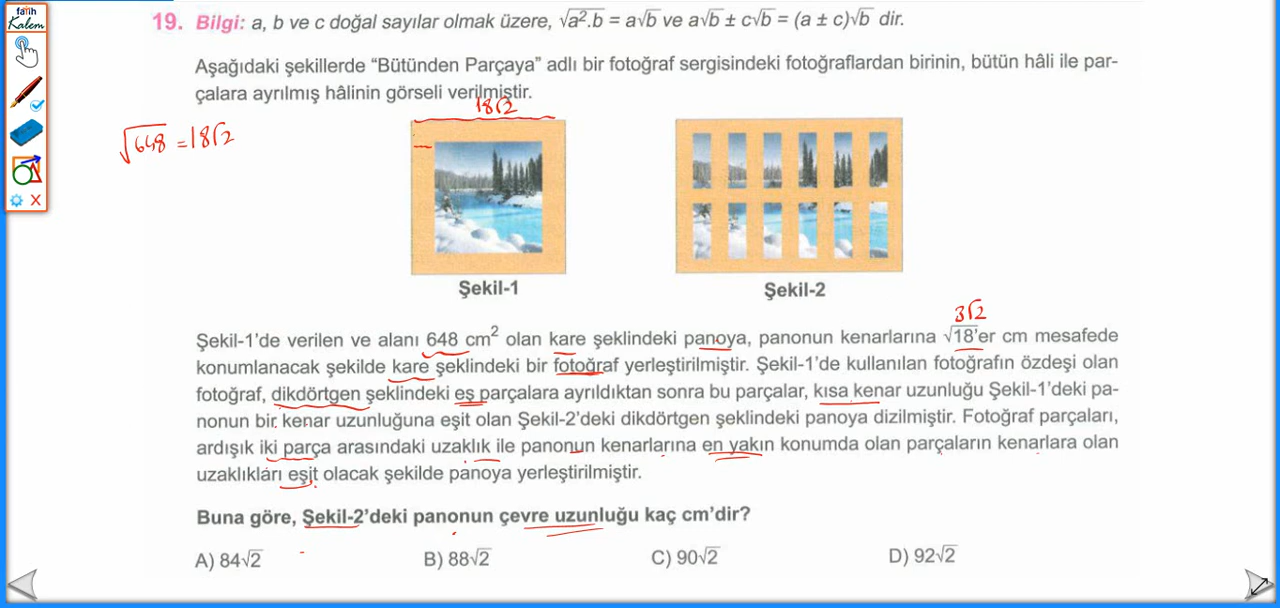 fatih
Kalem
19. Bilgi: a, b ve c doğal sayılar olmak üzere, √a².b = a√b ve a√b ± c√b = (a ± c)√b dir.
Aşağıdaki şekillerde “Bütünden Parçaya” adlı bir fotoğraf sergisindeki fotoğraflardan birinin, bütün hâli ile par-
çalara ayrılmış hâlinin görseli verilmiştir.
18√2
√648 = 18√2
Şekil-1
Şekil-2
3√2
Şekil-1’de verilen ve alanı 648 cm² olan kare şeklindeki panoya, panonun kenarlarına √18’er cm mesafede
konumlanacak şekilde kare şeklindeki bir fotoğraf yerleştirilmiştir. Şekil-1’de kullanılan fotoğrafın özdeşi olan
fotoğraf, dikdörtgen şeklindeki eş parçalara ayrıldıktan sonra bu parçalar, kısa kenar uzunluğu Şekil-1’deki pa-
nonun bir kenar uzunluğuna eşit olan Şekil-2’deki dikdörtgen şeklindeki panoya dizilmiştir. Fotoğraf parçaları,
ardışık iki parça arasındaki uzaklık ile panonun kenarlarına en yakın konumda olan parçaların kenarlara olan
uzaklıkları eşit olacak şekilde panoya yerleştirilmiştir.
Buna göre, Şekil-2’deki panonun çevre uzunluğu kaç cm’dir?
A) 84√2
B) 88√2
C) 90√2
D) 92√2